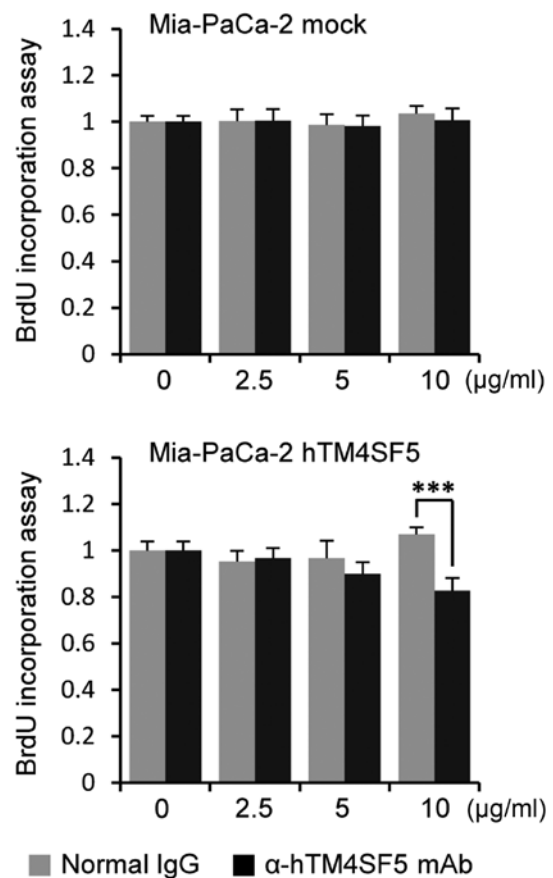 Mia-PaCa-2 mock
BrdU incorporation assay
1.4
1.2
1
0.8
0.6
0.4
0.2
0
0 2.5 5 10 (µg/ml)
Mia-PaCa-2 hTM4SF5
BrdU incorporation assay
1.4
1.2
1
0.8
0.6
0.4
0.2
0
***
0 2.5 5 10 (µg/ml)
Normal IgG α-hTM4SF5 mAb